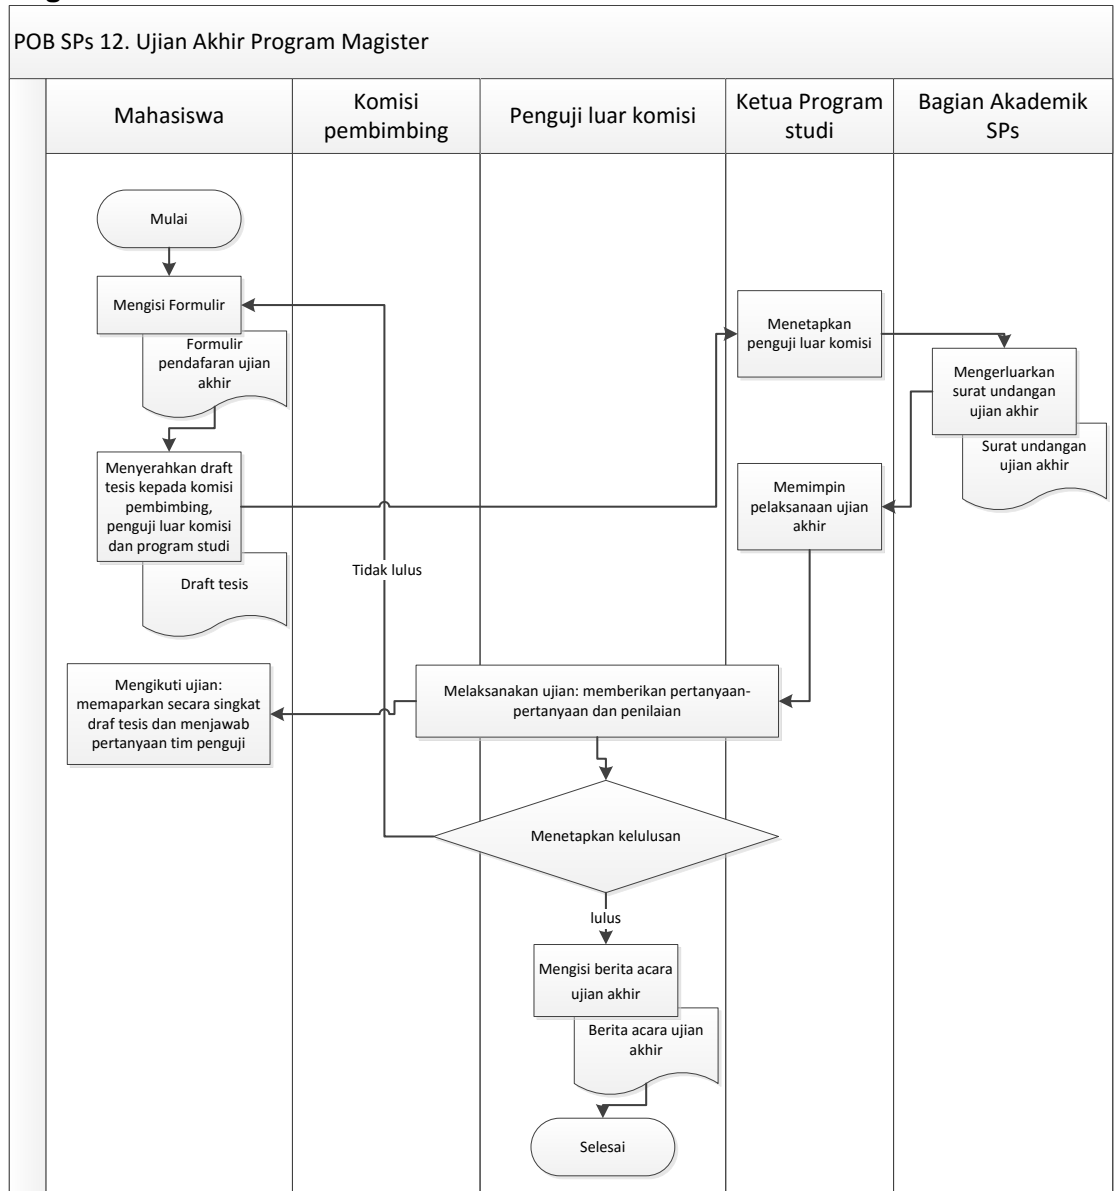 POB SPs 12. Ujian Akhir Program Magister
Mahasiswa
Komisi
pembimbing
Penguji luar komisi
Ketua Program
studi
Bagian Akademik
SPs
Mulai
Mengisi Formulir
Formulir
pendafaran ujian
akhir
Menyerahkan draft
tesis kepada komisi
pembimbing,
penguji luar komisi
dan program studi
Draft tesis
Menetapkan
penguji luar komisi
Mengerluarkan
surat undangan
ujian akhir
Surat undangan
ujian akhir
Memimpin
pelaksanaan ujian
akhir
Tidak lulus
Mengikuti ujian:
memaparkan secara singkat
draf tesis dan menjawab
pertanyaan tim penguji
Melaksanakan ujian: memberikan pertanyaan-
pertanyaan dan penilaian
Menetapkan kelulusan
lulus
Mengisi berita acara
ujian akhir
Berita acara ujian
akhir
Selesai